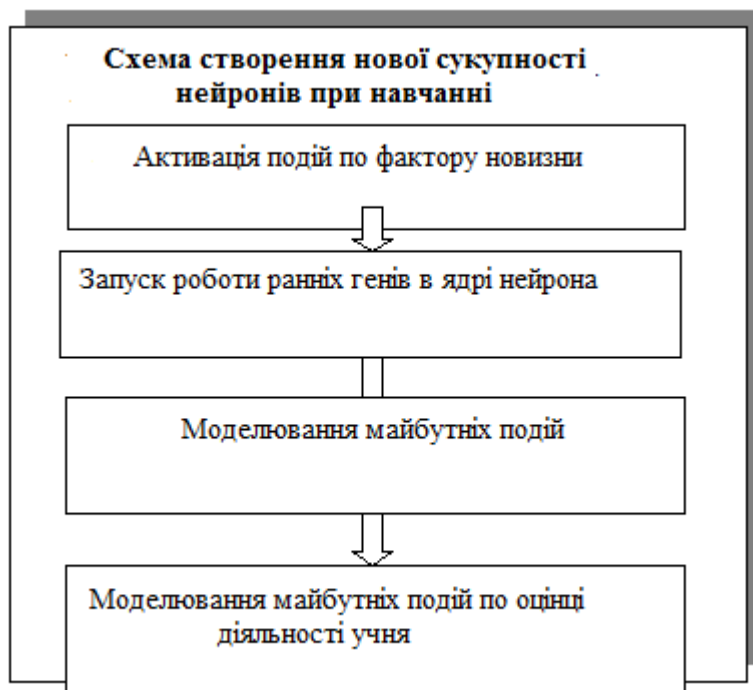 Схема створення нової сукупності
нейронів при навчанні
Активація подій по фактору новизни
Запуск роботи ранніх генів в ядрі нейрона
Моделювання майбутніх подій
Моделювання майбутніх подій по оцінці
діяльності учня